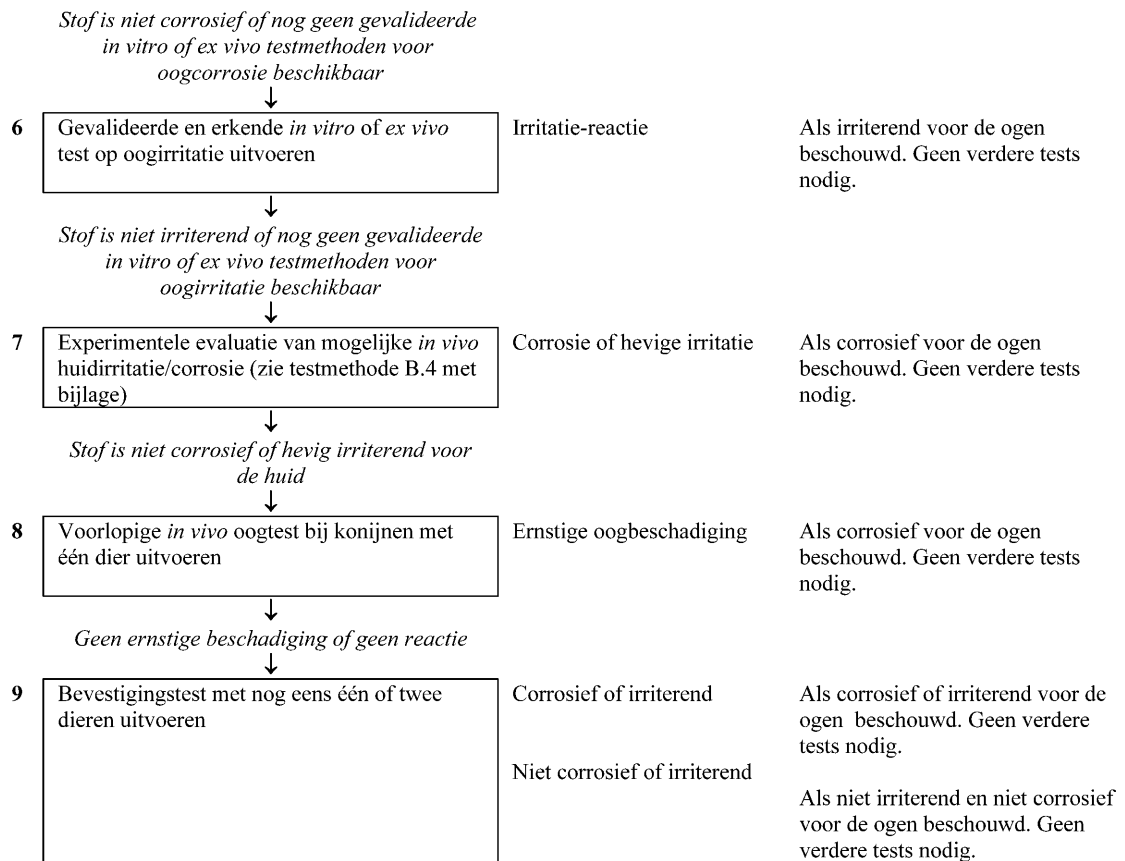 Stof is niet corrosief of nog geen gevalideerde
in vitro of ex vivo testmethoden voor
oogcorrosie beschikbaar
↓
6 Gevalideerde en erkende in vitro of ex vivo
test op oogirritatie uitvoeren
Irritatie-reactie
Als irriterend voor de ogen
beschouwd. Geen verdere tests
nodig.
↓
Stof is niet irriterend of nog geen gevalideerde
in vitro of ex vivo testmethoden voor
oogirritatie beschikbaar
↓
7 Experimentele evaluatie van mogelijke in vivo
huidirritatie/corrosie (zie testmethode B.4 met
bijlage)
Corrosie of hevige irritatie
Als corrosief voor de ogen
beschouwd. Geen verdere tests
nodig.
↓
Stof is niet corrosief of hevig irriterend voor
de huid
↓
8 Voorlopige in vivo oogtest bij konijnen met
één dier uitvoeren
Ernstige oogbeschadiging
Als corrosief voor de ogen
beschouwd. Geen verdere tests
nodig.
↓
Geen ernstige beschadiging of geen reactie
↓
9 Bevestigingstest met nog eens één of twee
dieren uitvoeren
Corrosief of irriterend
Als corrosief of irriterend voor de
ogen beschouwd. Geen verdere
tests nodig.
Niet corrosief of irriterend
Als niet irriterend en niet corrosief
voor de ogen beschouwd. Geen
verdere tests nodig.